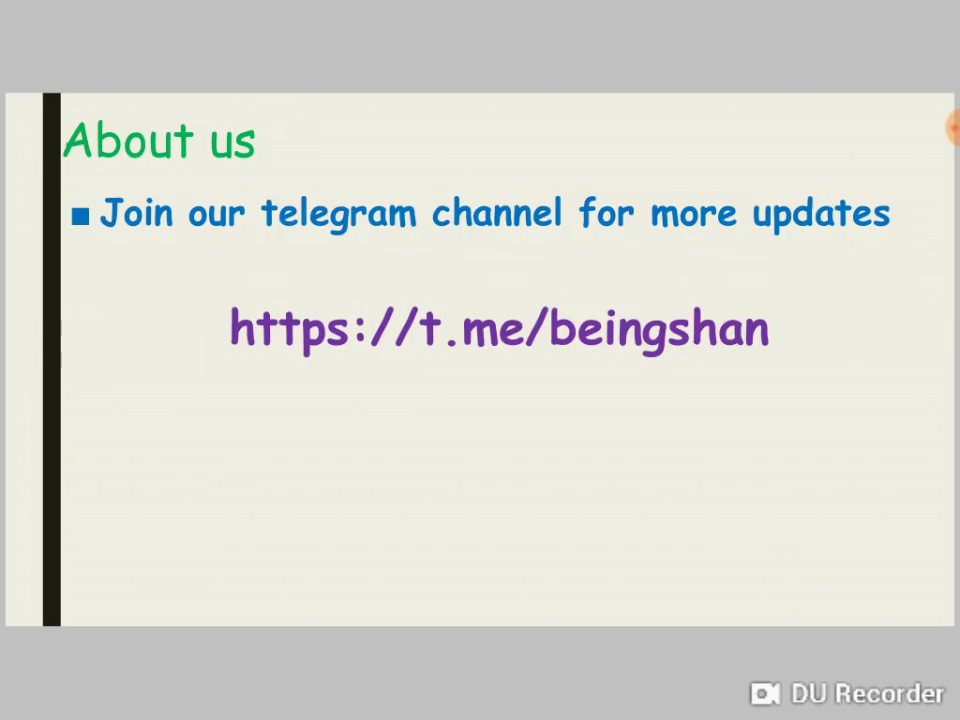 About us
■ Join our telegram channel for more updates
https://t.me/beingshan
DU Recorder